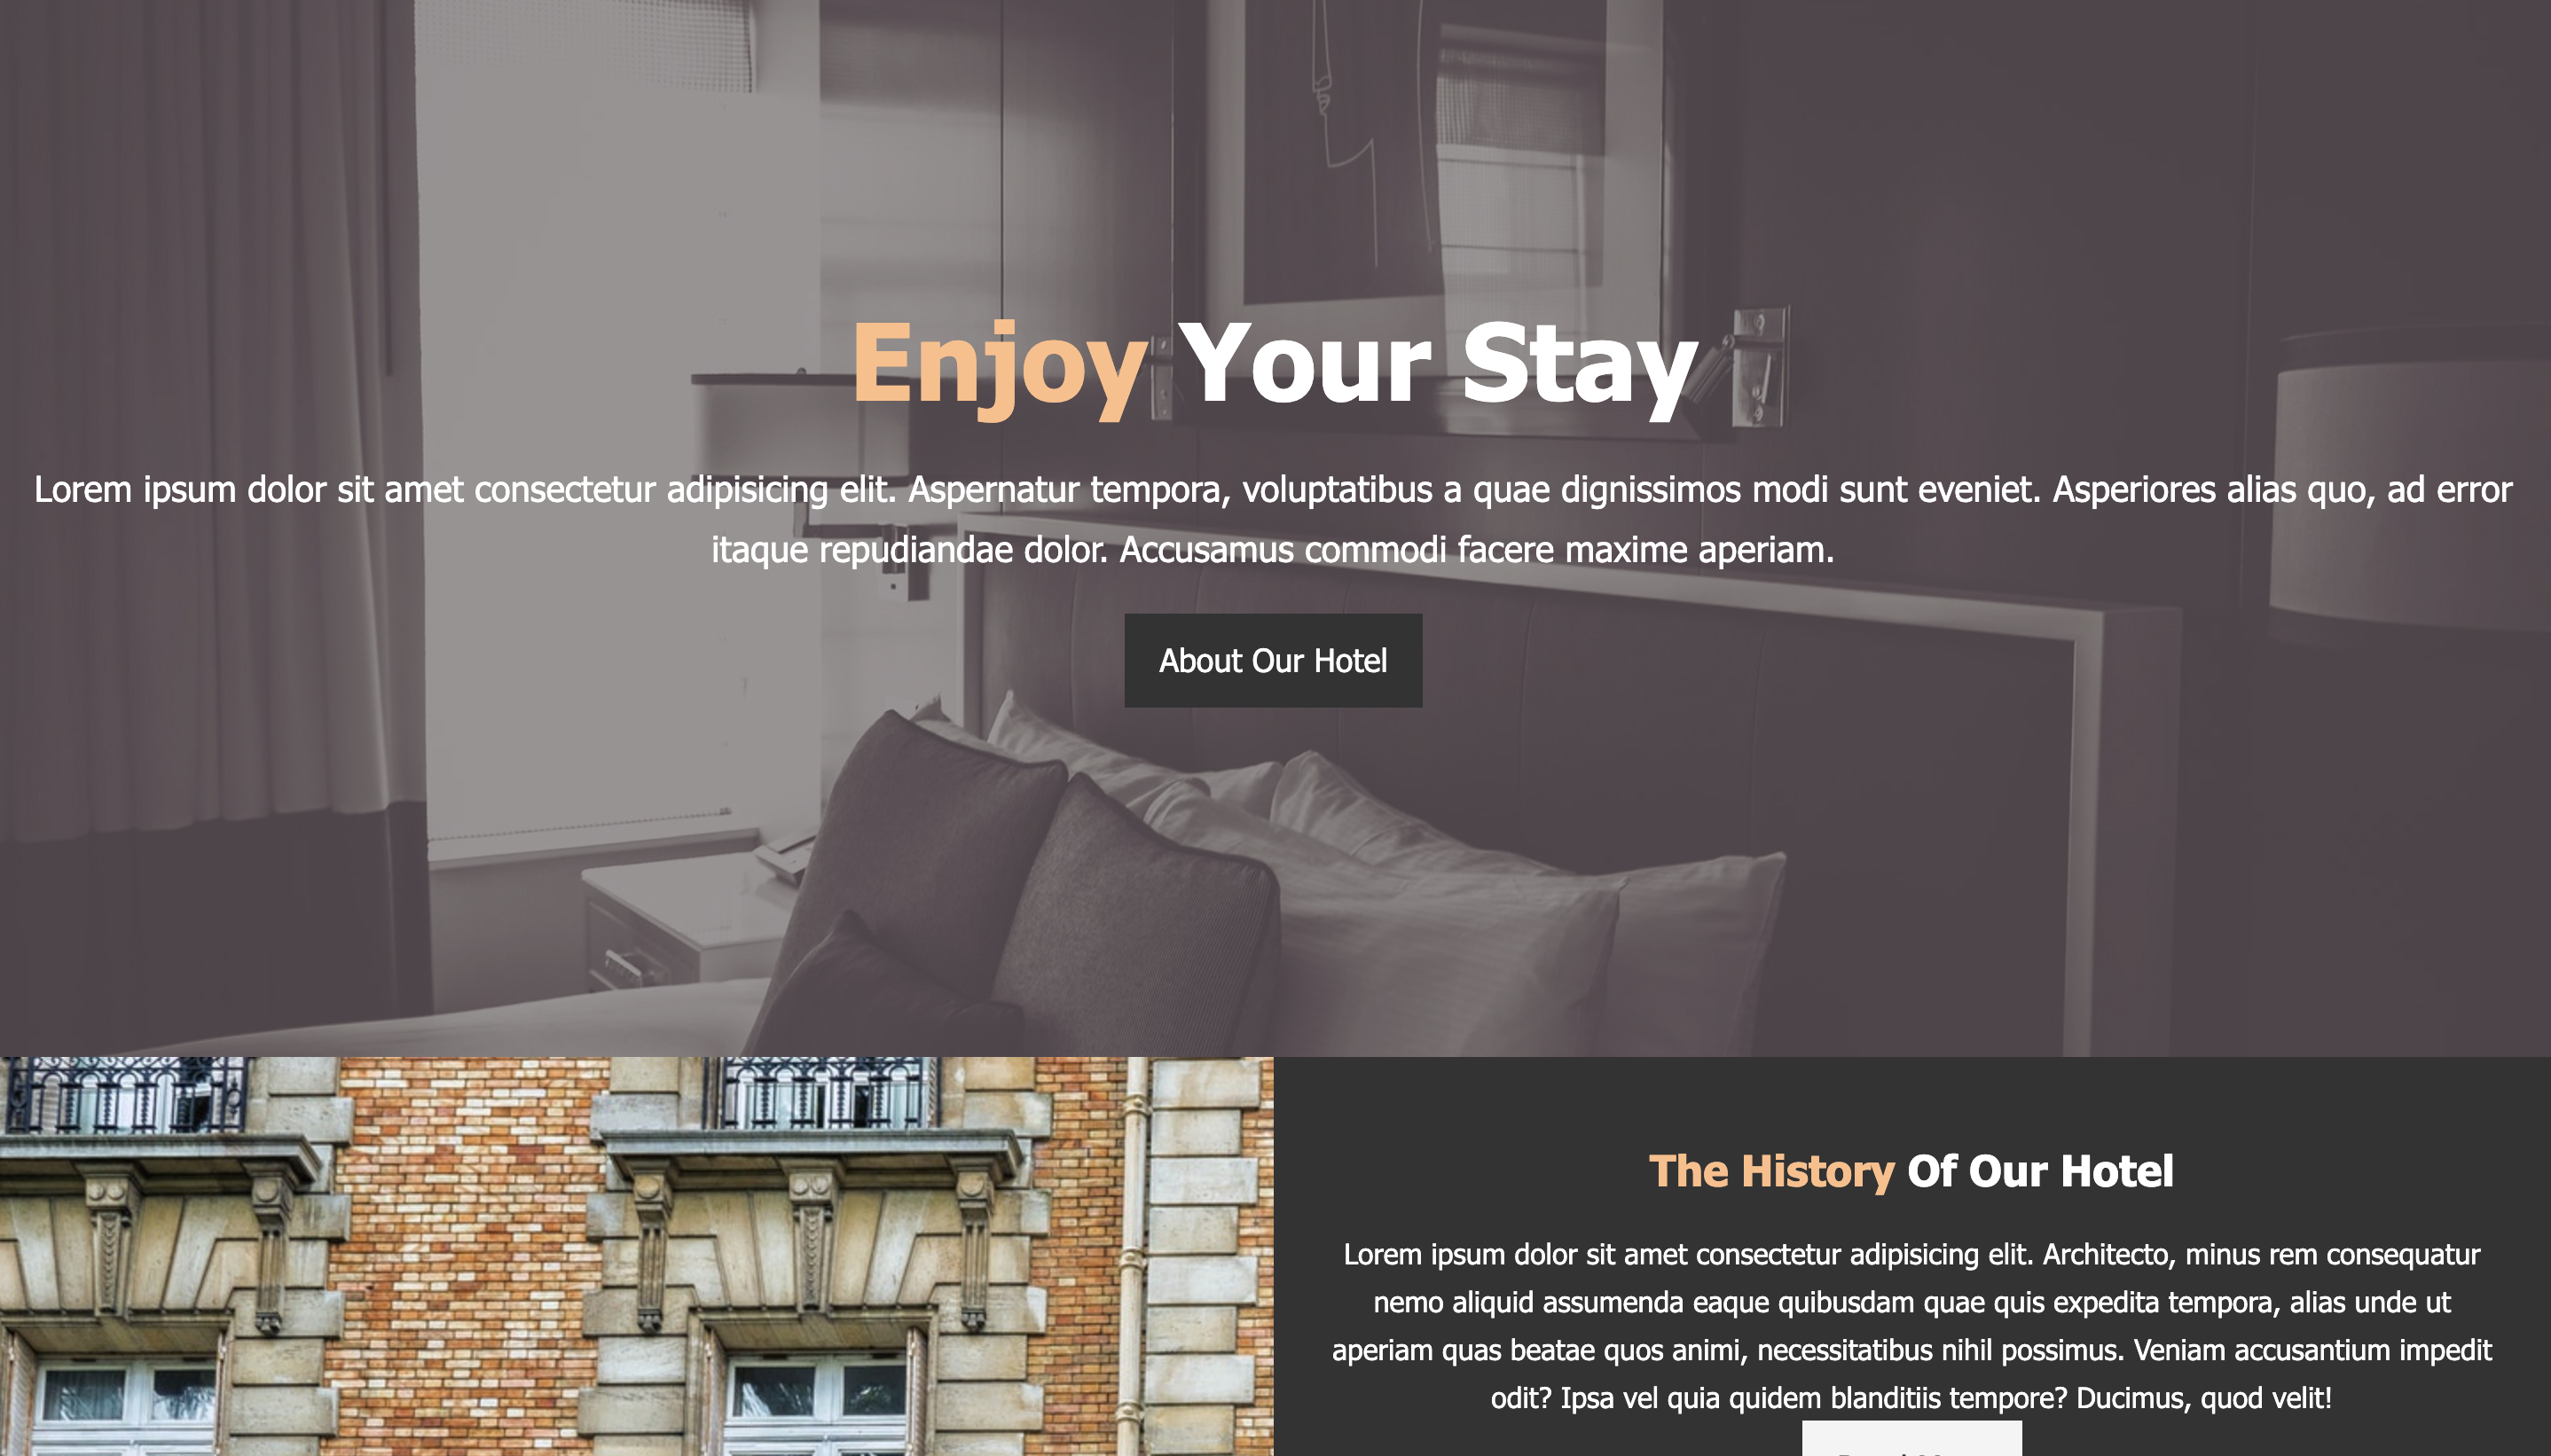 Enjoy Your Stay
Lorem ipsum dolor sit amet consectetur adipisicing elit. Aspernatur tempora, voluptatibus a quae dignissimos modi sunt eveniet. Asperiores alias quo, ad error
itaque repudiandae dolor. Accusamus commodi facere maxime aperiam.
About Our Hotel
The History Of Our Hotel
Lorem ipsum dolor sit amet consectetur adipisicing elit. Architecto, minus rem consequatur
nemo aliquid assumenda eaque quibusdam quae quis expedita tempora, alias unde ut
aperiam quas beatae quos animi, necessitatibus nihil possimus. Veniam accusantium impedit
odit? Ipsa vel quia quidem blanditiis tempore? Ducimus, quod velit!